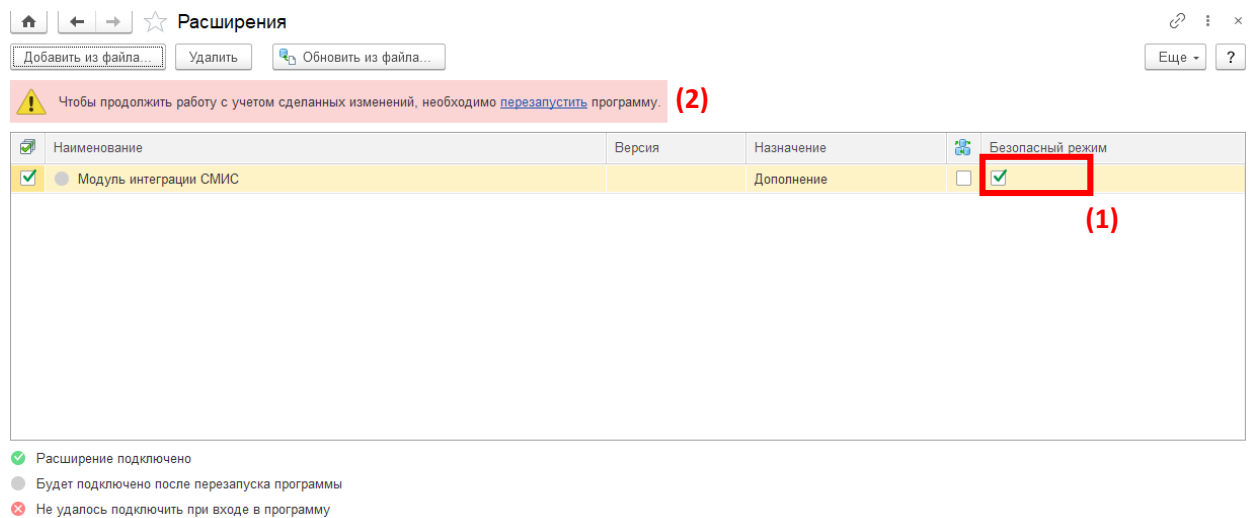 Расширения
Добавить из файла... Удалить Обновить из файла... Еще ?
Чтобы продолжить работу с учетом сделанных изменений, необходимо перезапустить программу. (2)
Наименование Версия Назначение Безопасный режим
Модуль интеграции СМИС Дополнение
(1)
Расширение подключено
Будет подключено после перезапуска программы
Не удалось подключить при входе в программу